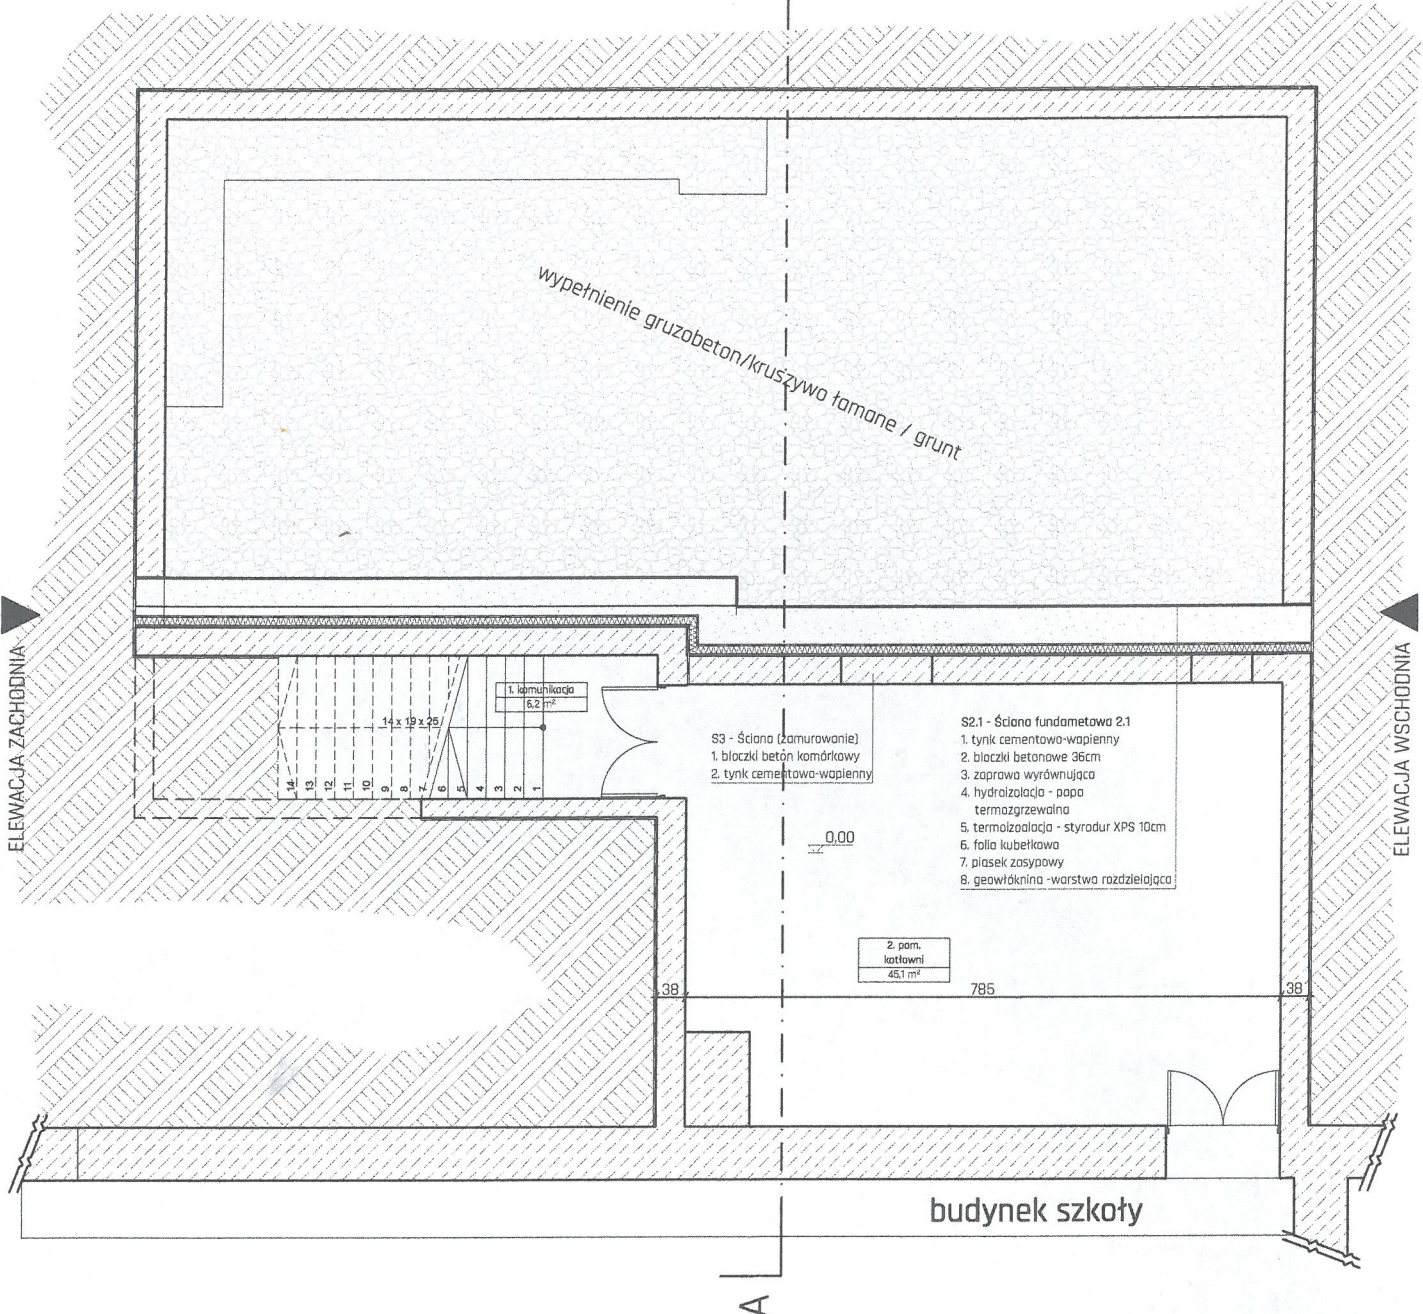 wypełnienie gruzobeton/kruszywo łamane / grunt
ELEWACJA ZACHODNIA
ELEWACJA WSCHODNIA
1. komunikacja
6,2 m²
14 x 19 x 25
14 13 12 11 10 9 8 7 6 5 4 3 2 1
S3 - Ściana (zamurowanie)
1. bloczki beton komórkowy
2. tynk cementowo-wapienny
S2.1 - Ściana fundametowa 2.1
1. tynk cementowo-wapienny
2. bloczki betonowe 36cm
3. zaprawa wyrównująca
4. hydroizolacja - papa
termozgrzewalna
5. termoizoalacja - styrodur XPS 10cm
6. folia kubełkowa
7. piasek zasypowy
8. geowłóknina -warstwa rozdzielająca
0,00
2. pom.
kotłowni
45,1 m²
38
785
38
budynek szkoły
A